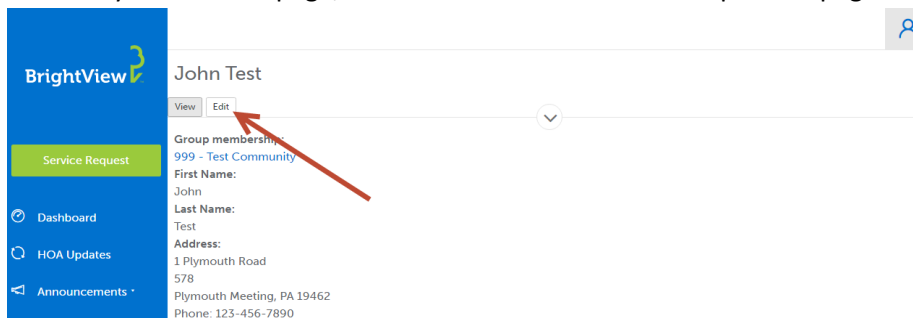 BrightView
John Test
View Edit
Group membership:
999 - Test Community
Service Request
First Name:
John
Last Name:
Dashboard
Test
Address:
HOA Updates
1 Plymouth Road
578
Announcements
Plymouth Meeting, PA 19462
Phone: 123-456-7890